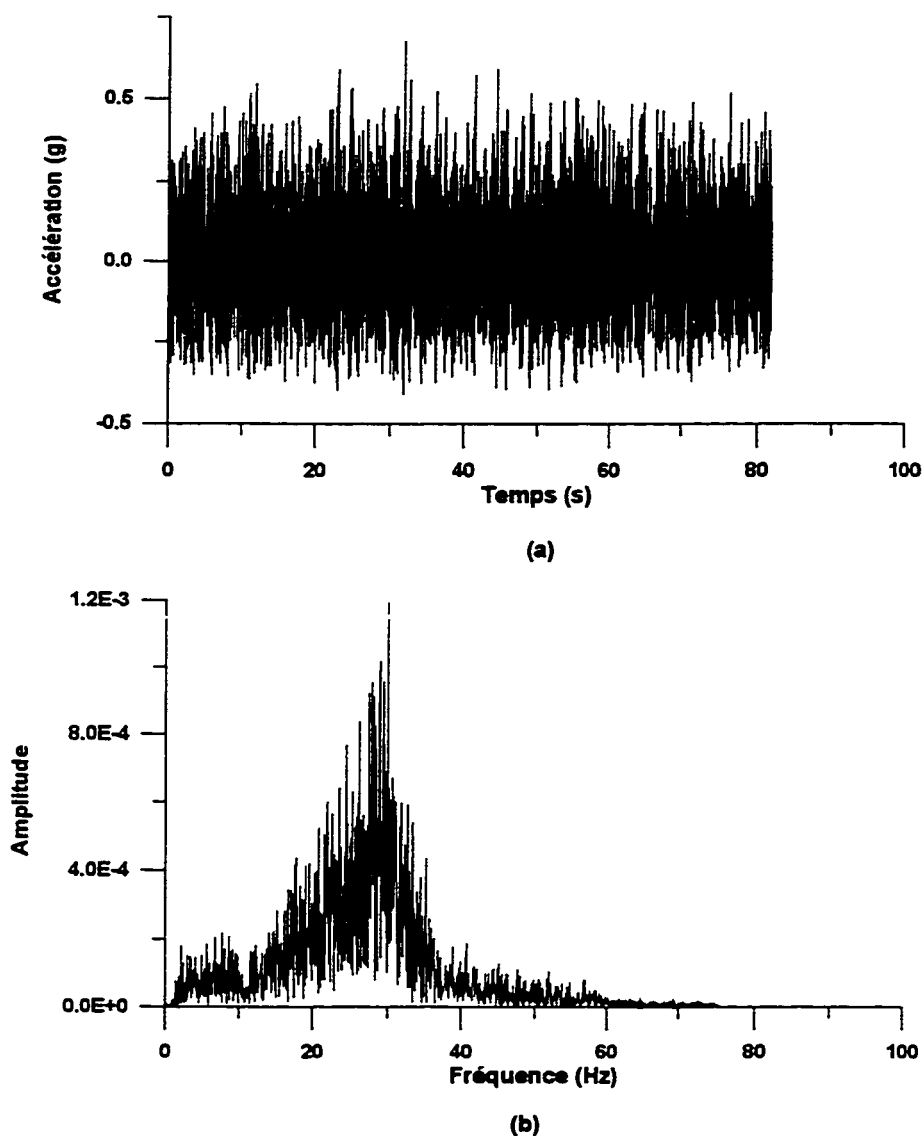 0.5
0.0
-0.5
Accélération (g)
0 20 40 60 80 100
Temps (s)
(a)
1.2E-3
8.0E-4
4.0E-4
0.0E+0
Amplitude
0 20 40 60 80 100
Fréquence (Hz)
(b)